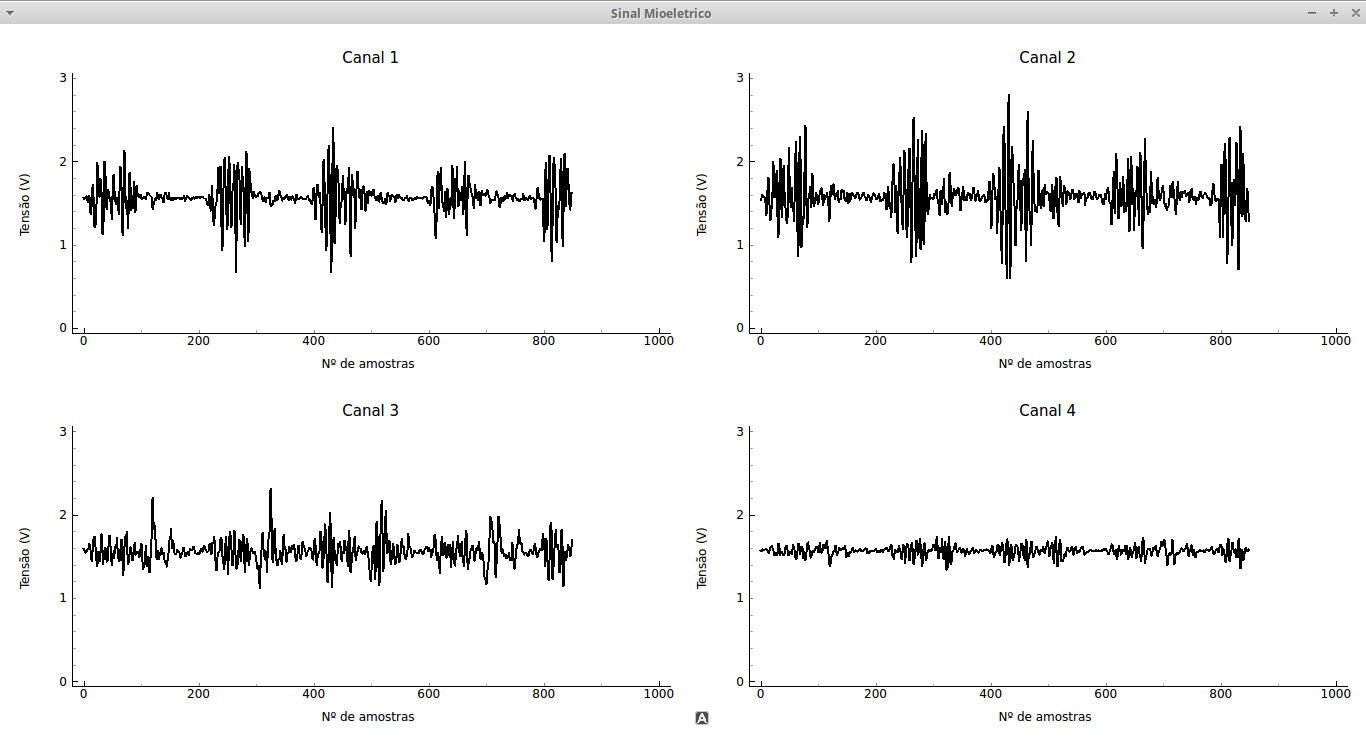 Sinal Mioeletrico
Canal 1
3
2
1
0
Tensão (V)
0 200 400 600 800 1000
Nº de amostras
Canal 2
3
2
1
0
Tensão (V)
0 200 400 600 800 1000
Nº de amostras
Canal 3
3
2
1
0
Tensão (V)
0 200 400 600 800 1000
Nº de amostras
Canal 4
3
2
1
0
Tensão (V)
0 200 400 600 800 1000
Nº de amostras
A